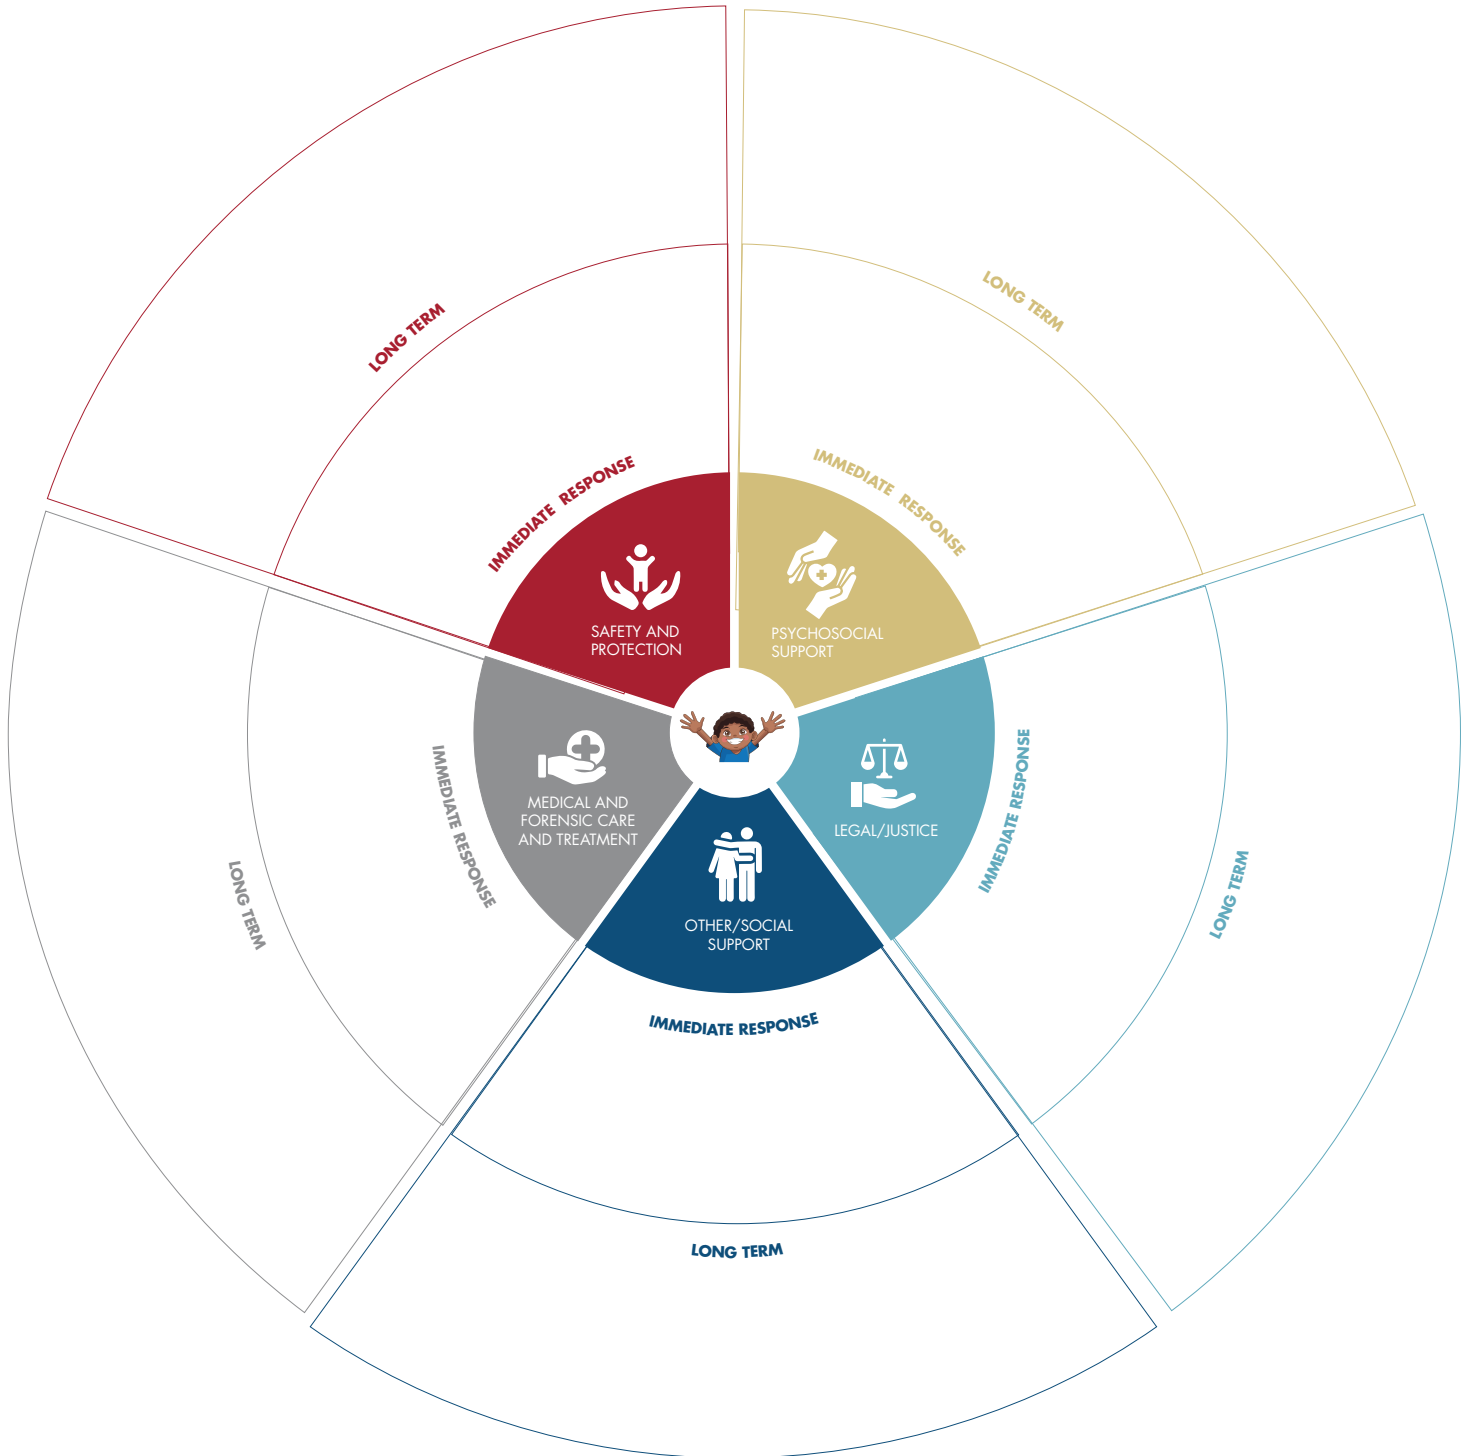 LONG TERM
LONG TERM
IMMEDIATE RESPONSE
IMMEDIATE RESPONSE
SAFETY AND
PROTECTION
PSYCHOSOCIAL
SUPPORT
MEDICAL AND
FORENSIC CARE
AND TREATMENT
LEGAL/JUSTICE
IMMEDIATE RESPONSE
IMMEDIATE RESPONSE
LONG TERM
LONG TERM
OTHER/SOCIAL
SUPPORT
IMMEDIATE RESPONSE
LONG TERM